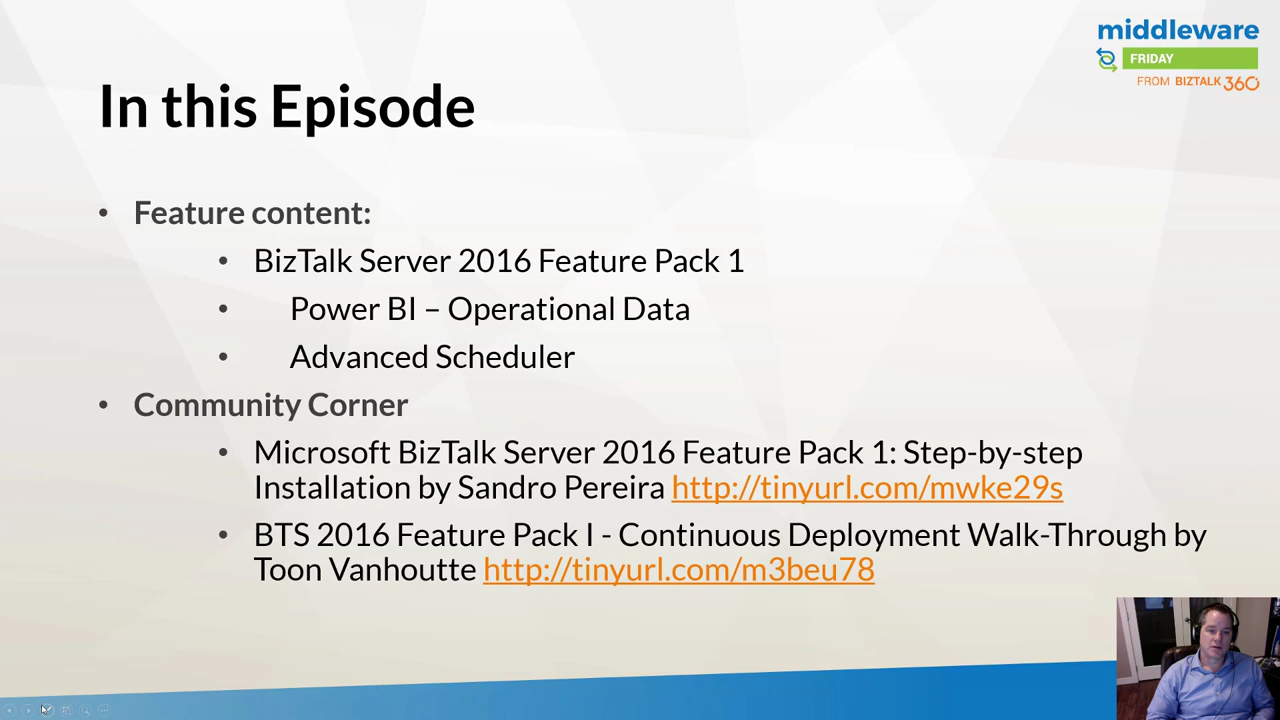 middleware
FRIDAY
FROM BIZTALK 360
In this Episode
• Feature content:
• BizTalk Server 2016 Feature Pack 1
• Power BI – Operational Data
• Advanced Scheduler
• Community Corner
• Microsoft BizTalk Server 2016 Feature Pack 1: Step-by-step
Installation by Sandro Pereira http://tinyurl.com/mwke29s
• BTS 2016 Feature Pack I - Continuous Deployment Walk-Through by
Toon Vanhoutte http://tinyurl.com/m3beu78